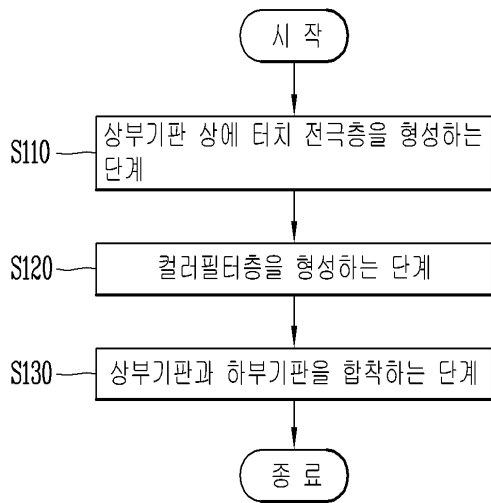 시 작
S110
상부기판 상에 터치 전극층을 형성하는
단계
S120
컬러필터층을 형성하는 단계
S130
상부기판과 하부기판을 합착하는 단계
종 료